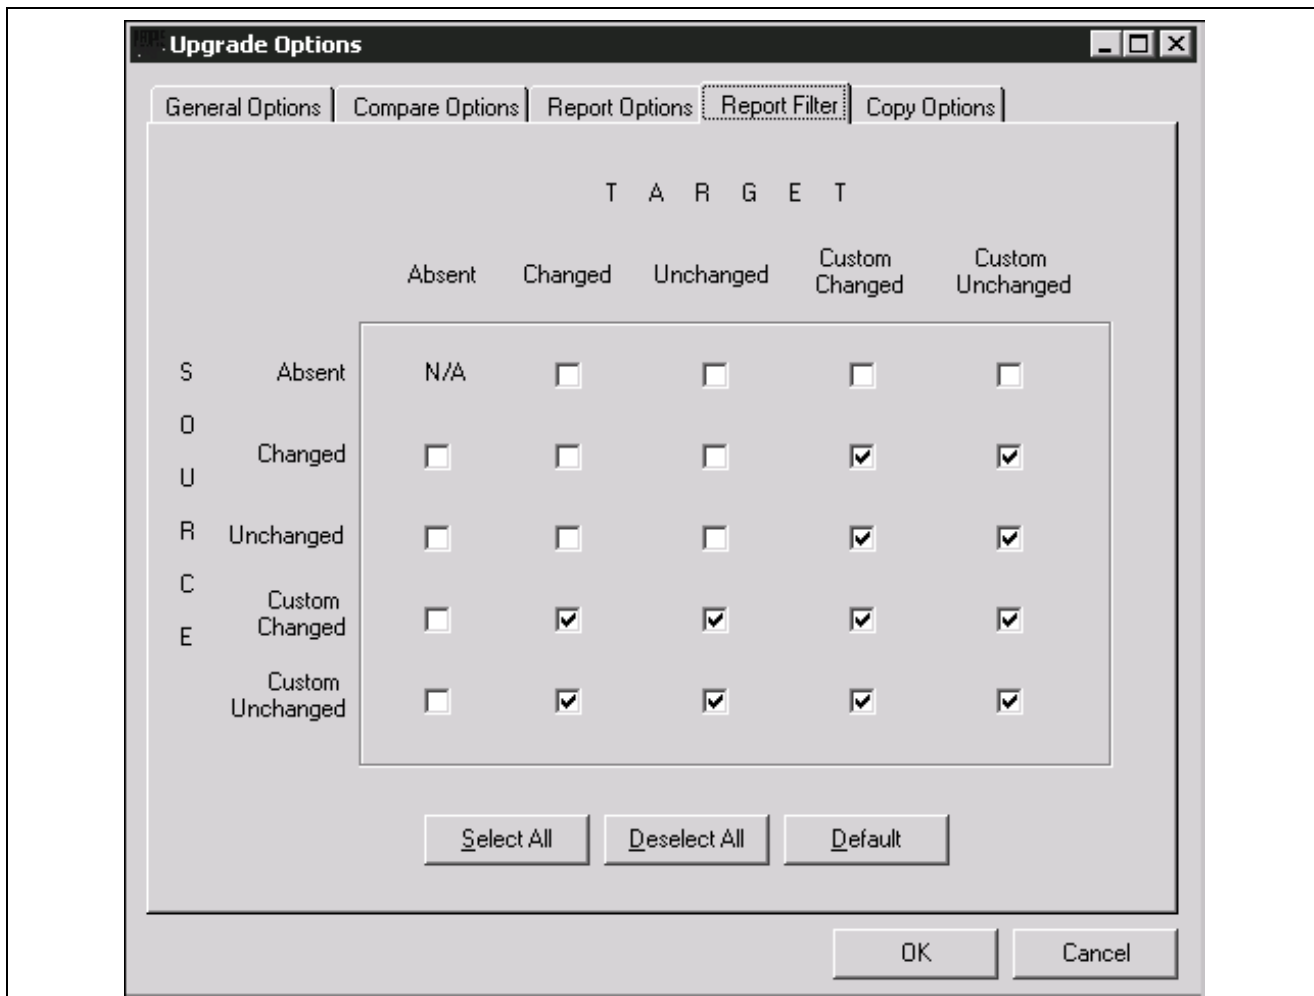 Upgrade Options
General Options Compare Options Report Options Report Filter Copy Options
T A R G E T
Absent Changed Unchanged Custom Changed Custom Unchanged
S O U R C E
Absent N/A
Changed
Unchanged
Custom
Changed
Custom
Unchanged
Select All Deselect All Default
OK Cancel